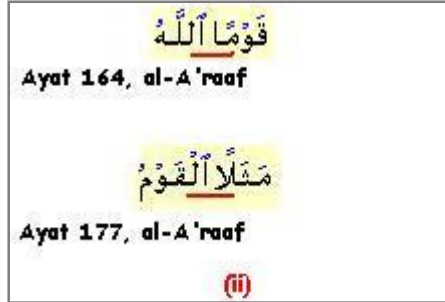 قَوْمًا ٱللَّهُ
Ayat 164, al-A'raaf
مَثَلًا ٱلْقَوْمُ
Ayat 177, al-A'raaf
(ii)